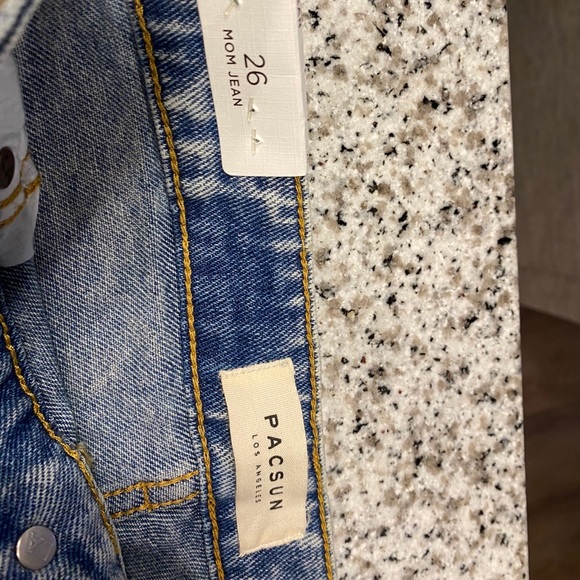 26
MOM JEAN
PACSUN
LOS ANGELES